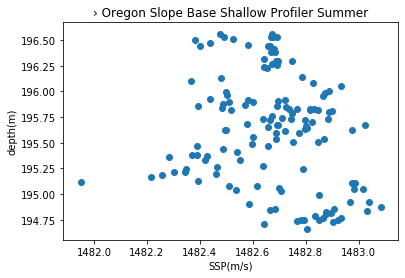 › Oregon Slope Base Shallow Profiler Summer
196.50
196.25
196.00
195.75
195.50
195.25
195.00
194.75
depth(m)
1482.0 1482.2 1482.4 1482.6 1482.8 1483.0
SSP(m/s)